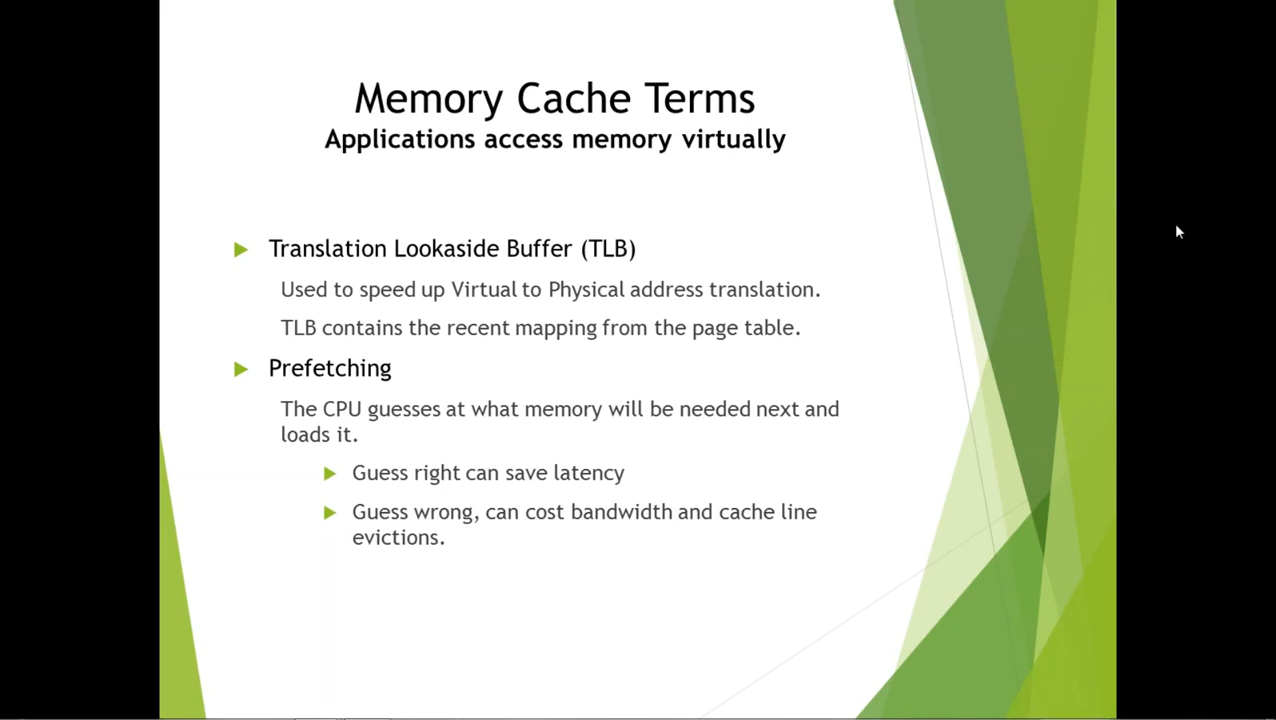 Memory Cache Terms
Applications access memory virtually
Translation Lookaside Buffer (TLB)
Used to speed up Virtual to Physical address translation.
TLB contains the recent mapping from the page table.
Prefetching
The CPU guesses at what memory will be needed next and
loads it.
Guess right can save latency
Guess wrong, can cost bandwidth and cache line
evictions.